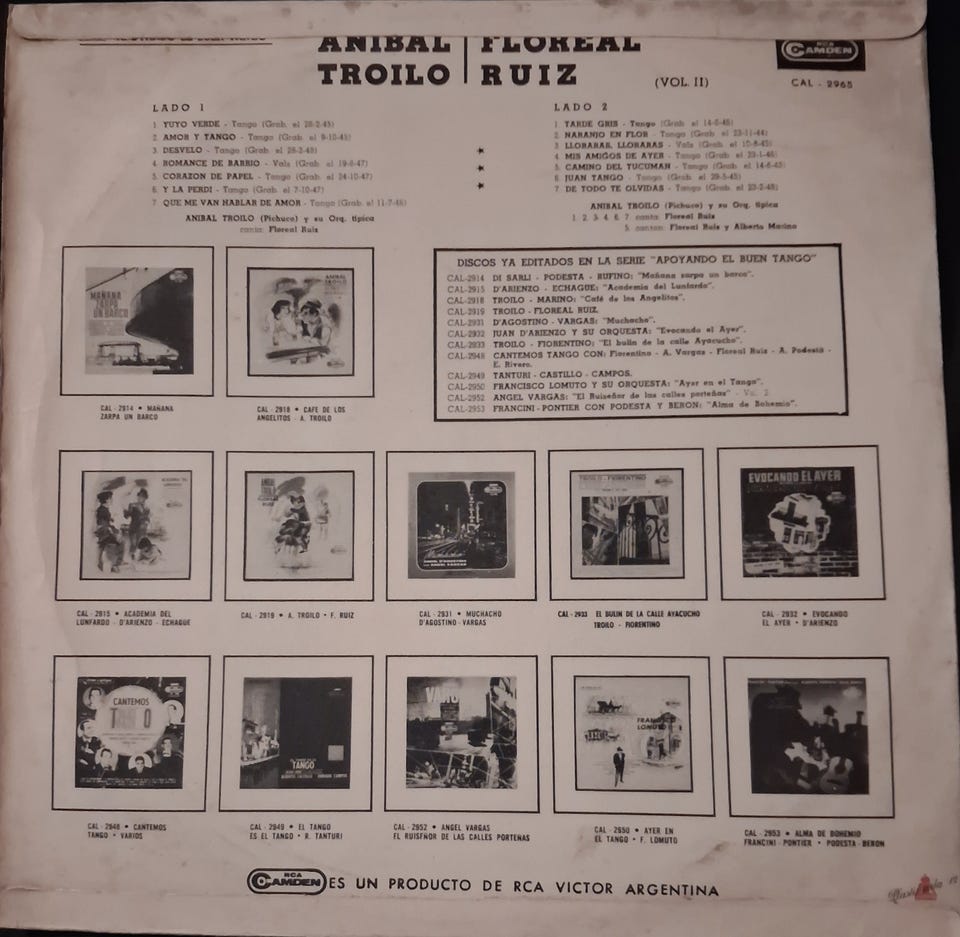 ANIBAL TROILO | FLOREAL RUIZ
(VOL. II)
RCA CAMDEN
CAL - 2965
LADO 1
1 YUYO VERDE - Tango (Grab. el 28-2-45)
2 AMOR Y TANGO - Tango (Grab. el 9-10-45)
3 DESVELO - Tango (Grab. el 28-2-48)
4 ROMANCE DE BARRIO - Vals (Grab. el 19-8-47)
5 CORAZON DE PAPEL - Tango (Grab. el 24-10-47)
6 Y LA PERDI - Tango (Grab el 7-10-47)
7 QUE ME VAN HABLAR DE AMOR - Tango (Grab. el 11-7-46)
ANIBAL TROILO (Pichuco) y su Orq. tipica
canta: Floreal Ruiz
LADO 2
1 TARDE GRIS - Tango (Grab el 14-6-46)
2 NARANJO EN FLOR - Tango (Grab el 23-11-44)
3 LLORARAS, LLORARAS - Vals (Grab el 10-8-45)
4 MIS AMIGOS DE AYER - Tango (Grab. el 23-1-46)
5 CAMINO DEL TUCUMAN - Tango (Grab. el 14-6-46)
6 JUAN TANGO - Tango (Grab. el 29-5-45)
7 DE TODO TE OLVIDAS - Tango (Grab. el 23-2-48)
ANIBAL TROILO (Pichuco) y su Orq. tipica
1. 2. 3. 4. 6. 7. canta: Floreal Ruiz
5. cantan: Floreal Ruiz y Alberto Marino
DISCOS YA EDITADOS EN LA SERIE "APOYANDO EL BUEN TANGO"
CAL-2914 DI SARLI - PODESTA - RUFINO: "Mañana zarpa un barco".
CAL-2915 D'ARIENZO - ECHAGUE: "Academia del Lunfardo".
CAL-2918 TROILO - MARINO: "Café de los Angelitos".
CAL-2919 TROILO - FLOREAL RUIZ.
CAL-2931 D'AGOSTINO - VARGAS: "Muchacho".
CAL-2932 JUAN D'ARIENZO Y SU ORQUESTA: "Evocando el Ayer".
CAL-2933 TROILO - FIORENTINO: "El bulin de la calle Ayacucho".
CAL-2948 CANTEMOS TANGO CON: Fiorentino - A. Vargas - Floreal Ruiz - A. Podestá -
E. Rivero.
CAL-2949 TANTURI - CASTILLO - CAMPOS.
CAL-2950 FRANCISCO LOMUTO Y SU ORQUESTA: "Ayer en el Tango".
CAL-2952 ANGEL VARGAS: "El Ruiseñor de las calles porteñas" - Vol. 2
CAL-2953 FRANCINI - PONTIER CON PODESTA Y BERON: "Alma de Bohemio".
MAÑANA
ZARPA
UN BARCO
ANIBAL
TROILO
CAL - 2914 • MAÑANA
ZARPA UN BARCO
CAL - 2918 • CAFE DE LOS
ANGELITOS - A. TROILO
TROILO - FIORENTINO
EVOCANDO EL AYER
CAL - 2915 • ACADEMIA DEL
LUNFARDO - D'ARIENZO - ECHAGUE
CAL - 2919 • A. TROILO - F. RUIZ
CAL - 2931 • MUCHACHO
D'AGOSTINO - VARGAS
CAL - 2933 EL BULIN DE LA CALLE AYACUCHO
TROILO - FIORENTINO
CAL - 2932 • EVOCANDO
EL AYER • D'ARIENZO
CANTEMOS
TANGO
TANGO
FRANCISCO
LOMUTO
CAL - 2948 • CANTEMOS
TANGO • VARIOS
CAL - 2949 • EL TANGO
ES EL TANGO • R. TANTURI
CAL - 2952 • ANGEL VARGAS
EL RUISEÑOR DE LAS CALLES PORTEÑAS
CAL - 2950 • AYER EN
EL TANGO • F. LOMUTO
CAL - 2953 • ALMA DE BOHEMIO
FRANCINI - PONTIER • PODESTA - BERON
RCA CAMDEN ES UN PRODUCTO DE RCA VICTOR ARGENTINA